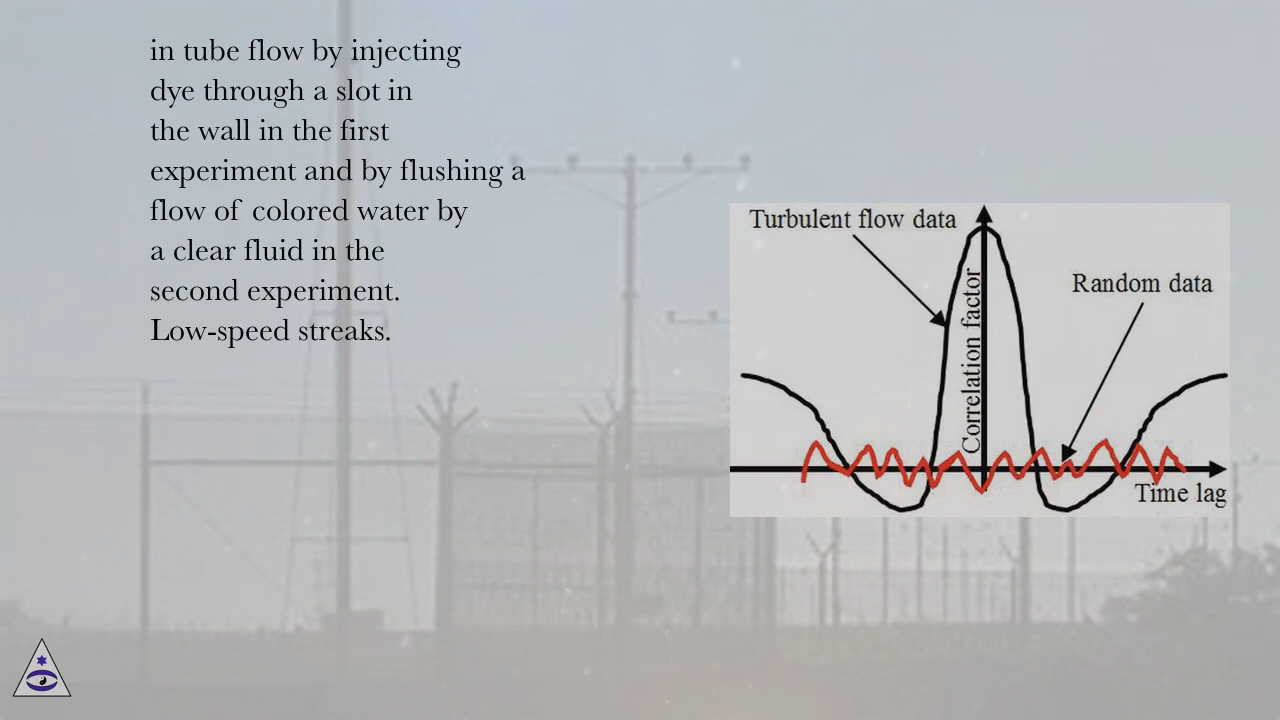 in tube flow by injecting
dye through a slot in
the wall in the first
experiment and by flushing a
flow of colored water by
a clear fluid in the
second experiment.
Low-speed streaks.
Turbulent flow data
Random data
Correlation factor
Time lag